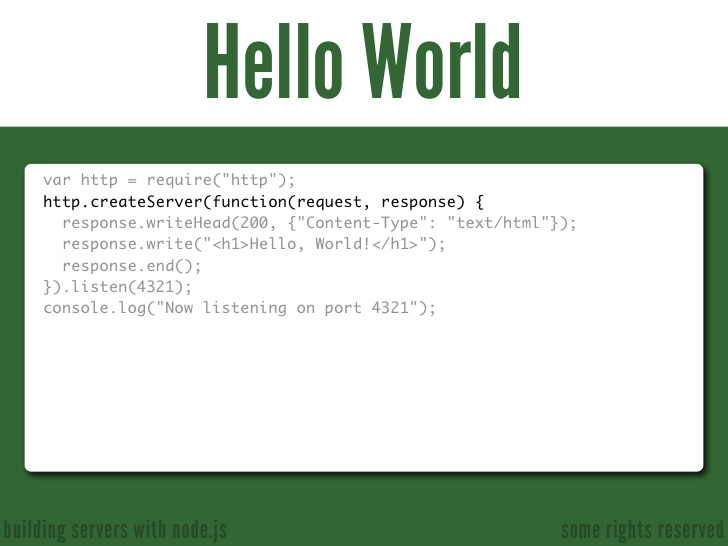 Hello World
var http = require("http");
http.createServer(function(request, response) {
  response.writeHead(200, {"Content-Type": "text/html"});
  response.write("<h1>Hello, World!</h1>");
  response.end();
}).listen(4321);
console.log("Now listening on port 4321");
building servers with node.js
some rights reserved